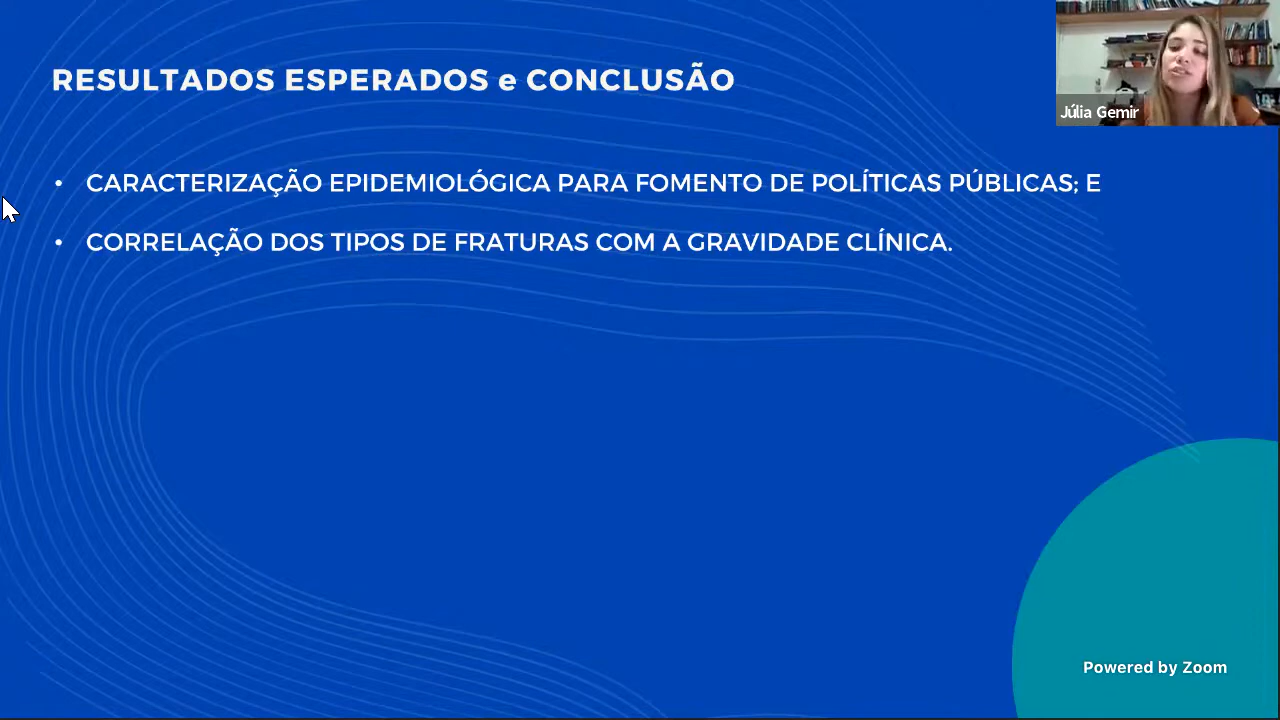 RESULTADOS ESPERADOS e CONCLUSÃO
Júlia Gemir
• CARACTERIZAÇÃO EPIDEMIOLÓGICA PARA FOMENTO DE POLÍTICAS PÚBLICAS; E
• CORRELAÇÃO DOS TIPOS DE FRATURAS COM A GRAVIDADE CLÍNICA.
Powered by Zoom